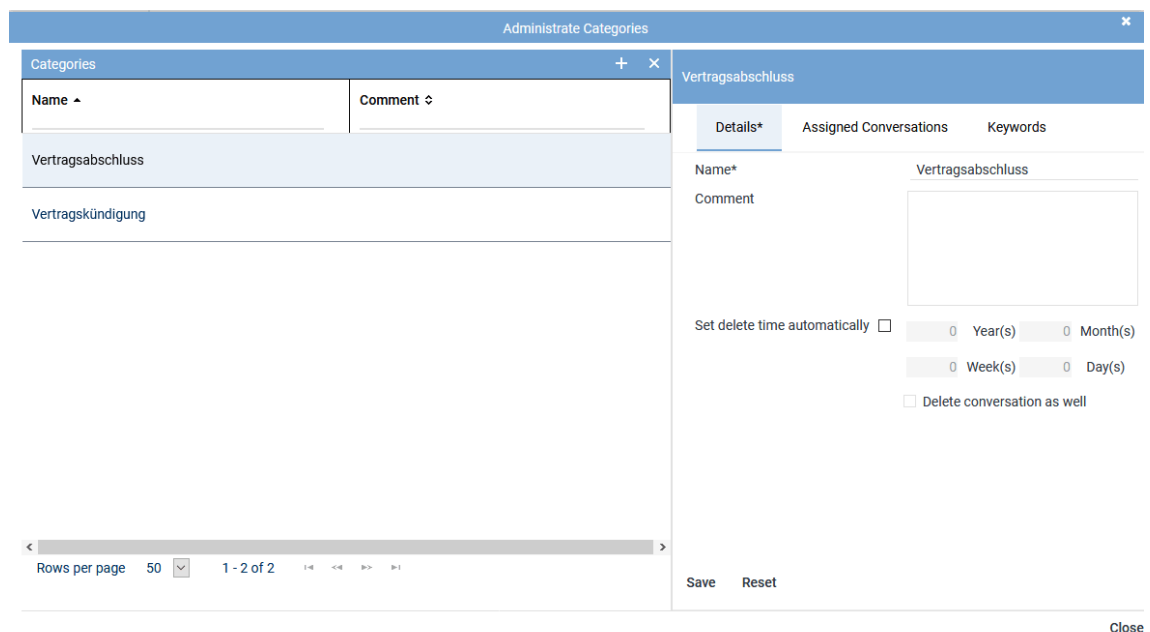 Administrate Categories
Categories
Name
Comment
Vertragsabschluss
Vertragskündigung
Rows per page 50 1 - 2 of 2
Vertragsabschluss
Details* Assigned Conversations Keywords
Name* Vertragsabschluss
Comment
Set delete time automatically 0 Year(s) 0 Month(s)
0 Week(s) 0 Day(s)
Delete conversation as well
Save Reset
Close